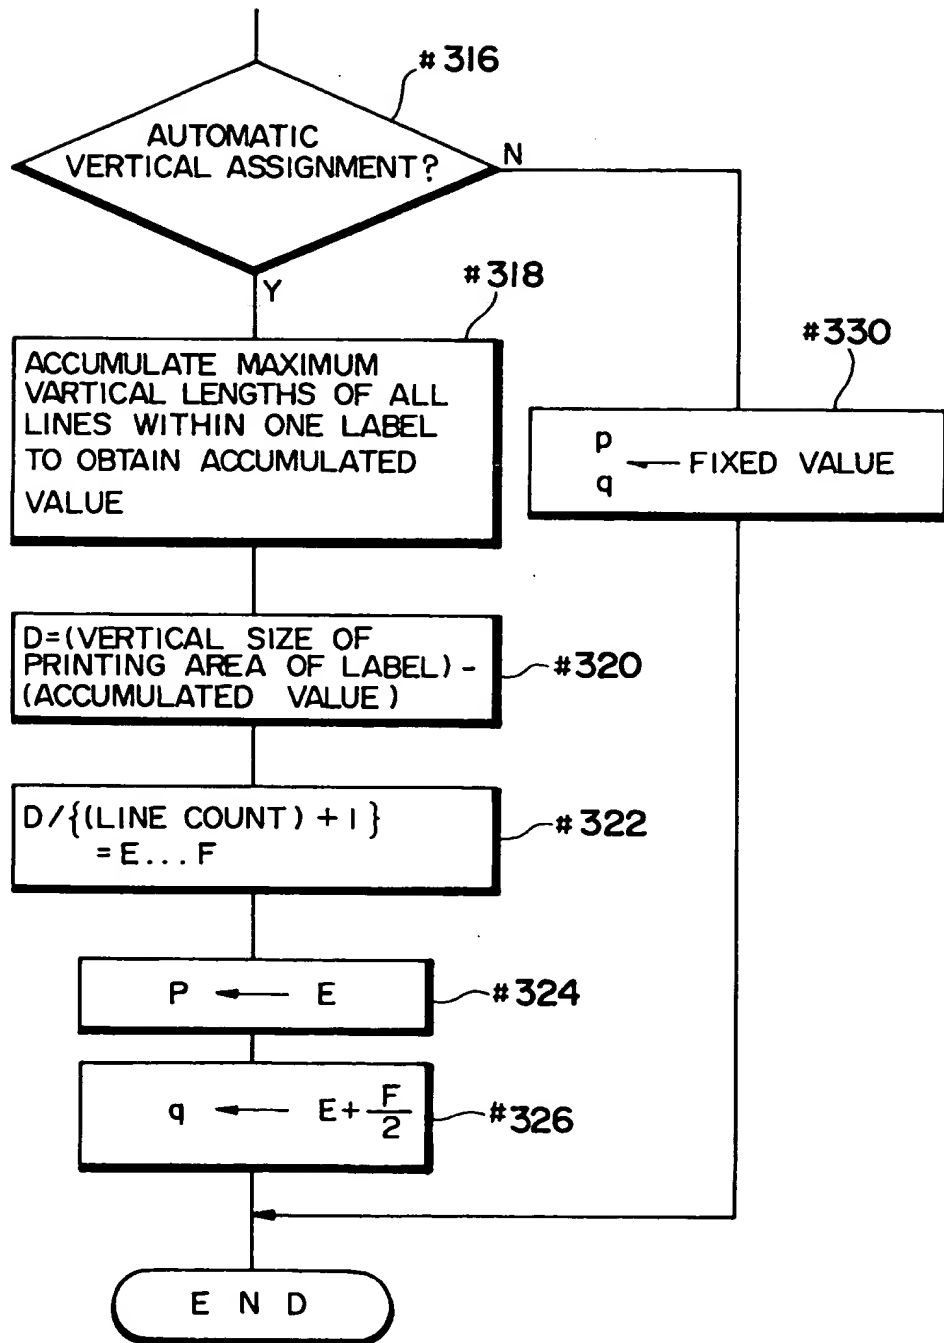 #316
AUTOMATIC
VERTICAL ASSIGNMENT?
N
Y
#318
ACCUMULATE MAXIMUM
VARTICAL LENGTHS OF ALL
LINES WITHIN ONE LABEL
TO OBTAIN ACCUMULATED
VALUE
#330
p
q ← FIXED VALUE
D=(VERTICAL SIZE OF
PRINTING AREA OF LABEL)-
(ACCUMULATED VALUE)
#320
D/{(LINE COUNT)+1}
=E...F
#322
P ← E
#324
q ← E+F/2
#326
END